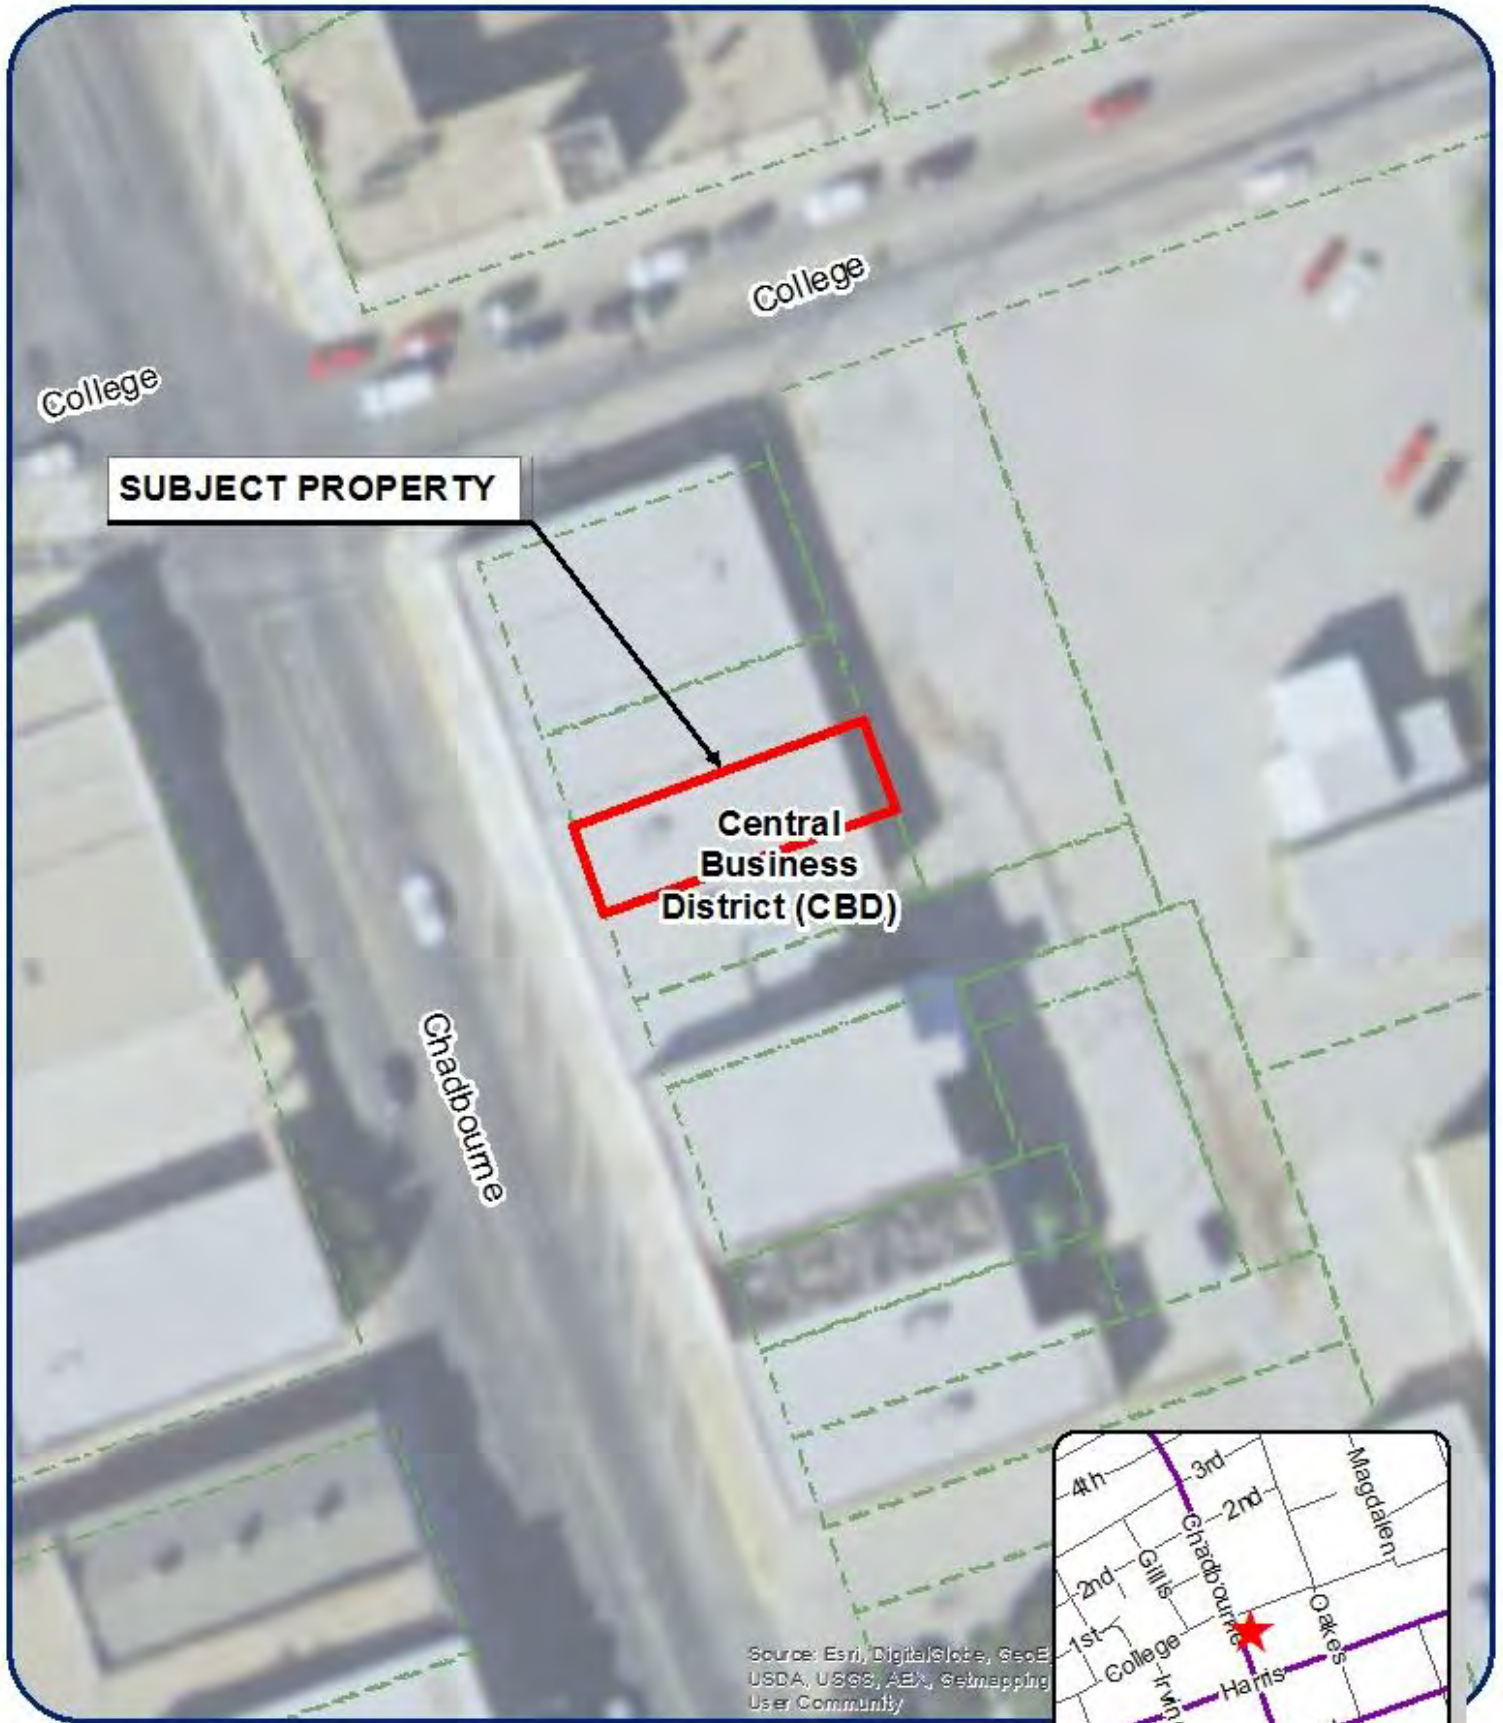 College
College
SUBJECT PROPERTY
Central
Business
District (CBD)
Chadbourne
Source: Esri, DigitalGlobe, GeoE
USDA, USGS, AEX, Getmapping
User Community
4th
3rd
Magdalen
2nd
Chadbourne
Gillis
2nd
Oakes
1st
College
Harris
Irving